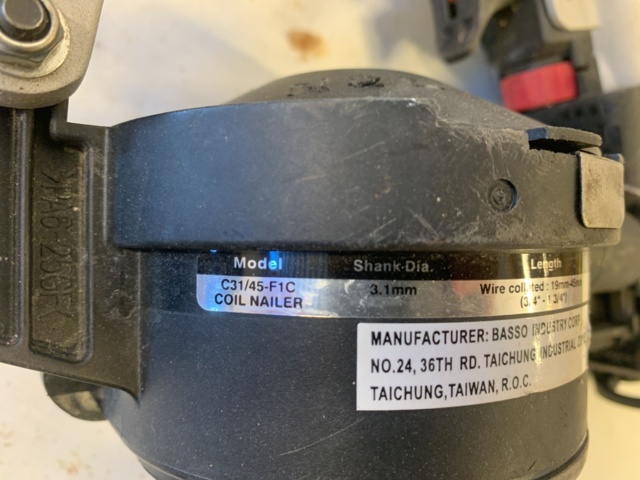 Model Shank-Dia. Length
C31/45-F1C 3.1mm Wire collated : 19mm-45mm
COIL NAILER (3/4" - 1 3/4")
MANUFACTURER: BASSO INDUSTRY CORP.
NO.24, 36TH RD. TAICHUNG INDUSTRIAL
TAICHUNG,TAIWAN, R.O.C.